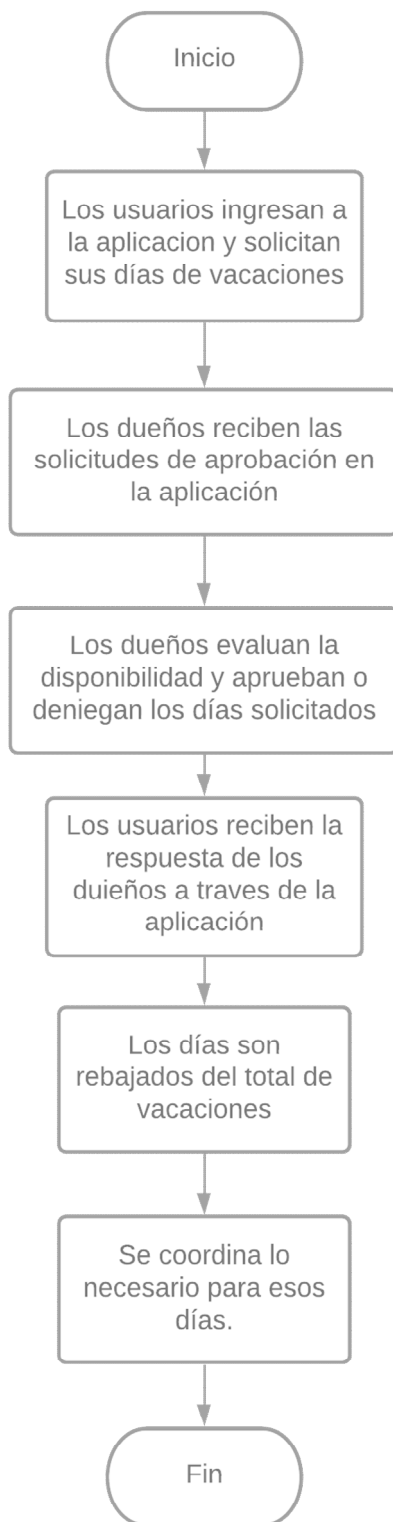 Inicio
Los usuarios ingresan a
la aplicacion y solicitan
sus días de vacaciones
Los dueños reciben las
solicitudes de aprobación en
la aplicación
Los dueños evaluan la
disponibilidad y aprueban o
deniegan los días solicitados
Los usuarios reciben la
respuesta de los
duieños a traves de la
aplicación
Los días son
rebajados del total de
vacaciones
Se coordina lo
necesario para esos
días.
Fin